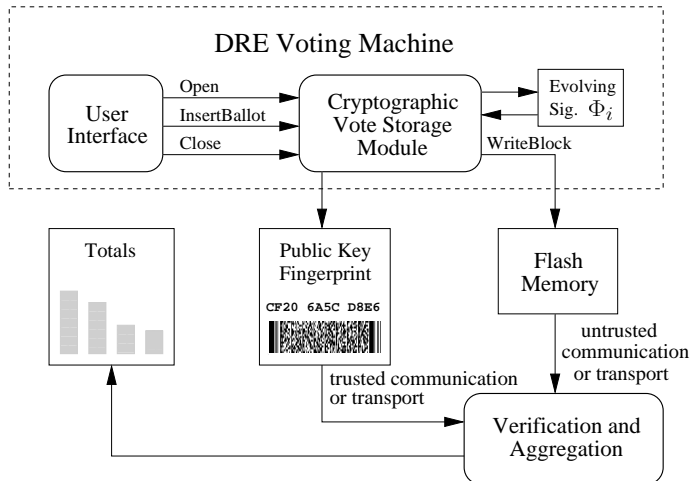 DRE Voting Machine
User
Interface
Open
InsertBallot
Close
Cryptographic
Vote Storage
Module
Evolving
Sig. Φi
WriteBlock
Totals
Public Key
Fingerprint
CF20 6A5C D8E6
Flash
Memory
untrusted
communication
or transport
trusted communication
or transport
Verification and
Aggregation